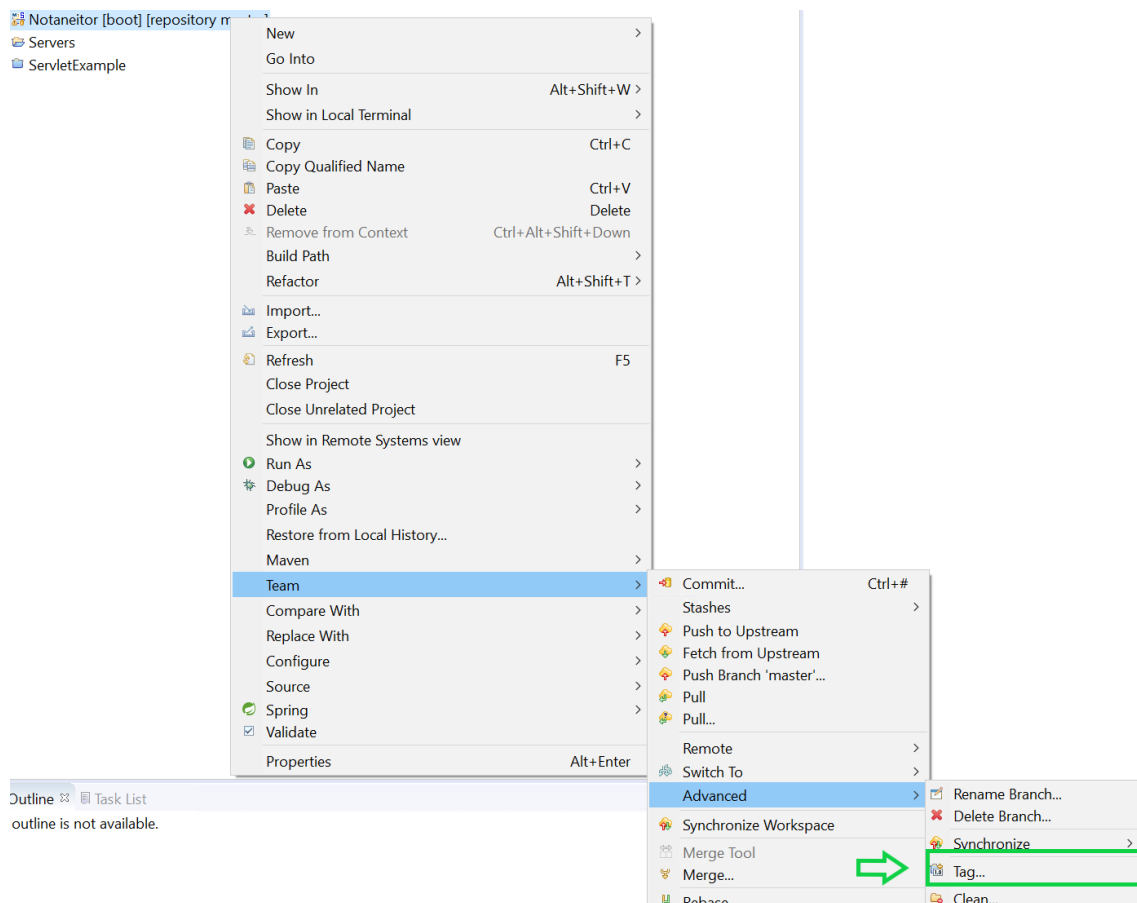 Notaneitor [boot] [repository
Servers
ServletExample
New
Go Into
Show In Alt+Shift+W
Show in Local Terminal
Copy Ctrl+C
Copy Qualified Name
Paste Ctrl+V
Delete Delete
Remove from Context Ctrl+Alt+Shift+Down
Build Path
Refactor Alt+Shift+T
Import...
Export...
Refresh F5
Close Project
Close Unrelated Project
Show in Remote Systems view
Run As
Debug As
Profile As
Restore from Local History...
Maven
Team
Compare With
Replace With
Configure
Source
Spring
Validate
Properties Alt+Enter
Commit... Ctrl+#
Stashes
Push to Upstream
Fetch from Upstream
Push Branch 'master'...
Pull
Pull...
Remote
Switch To
Advanced
Synchronize Workspace
Merge Tool
Merge...
Rebase
Rename Branch...
Delete Branch...
Synchronize
Tag...
Clean...
Outline Task List
outline is not available.